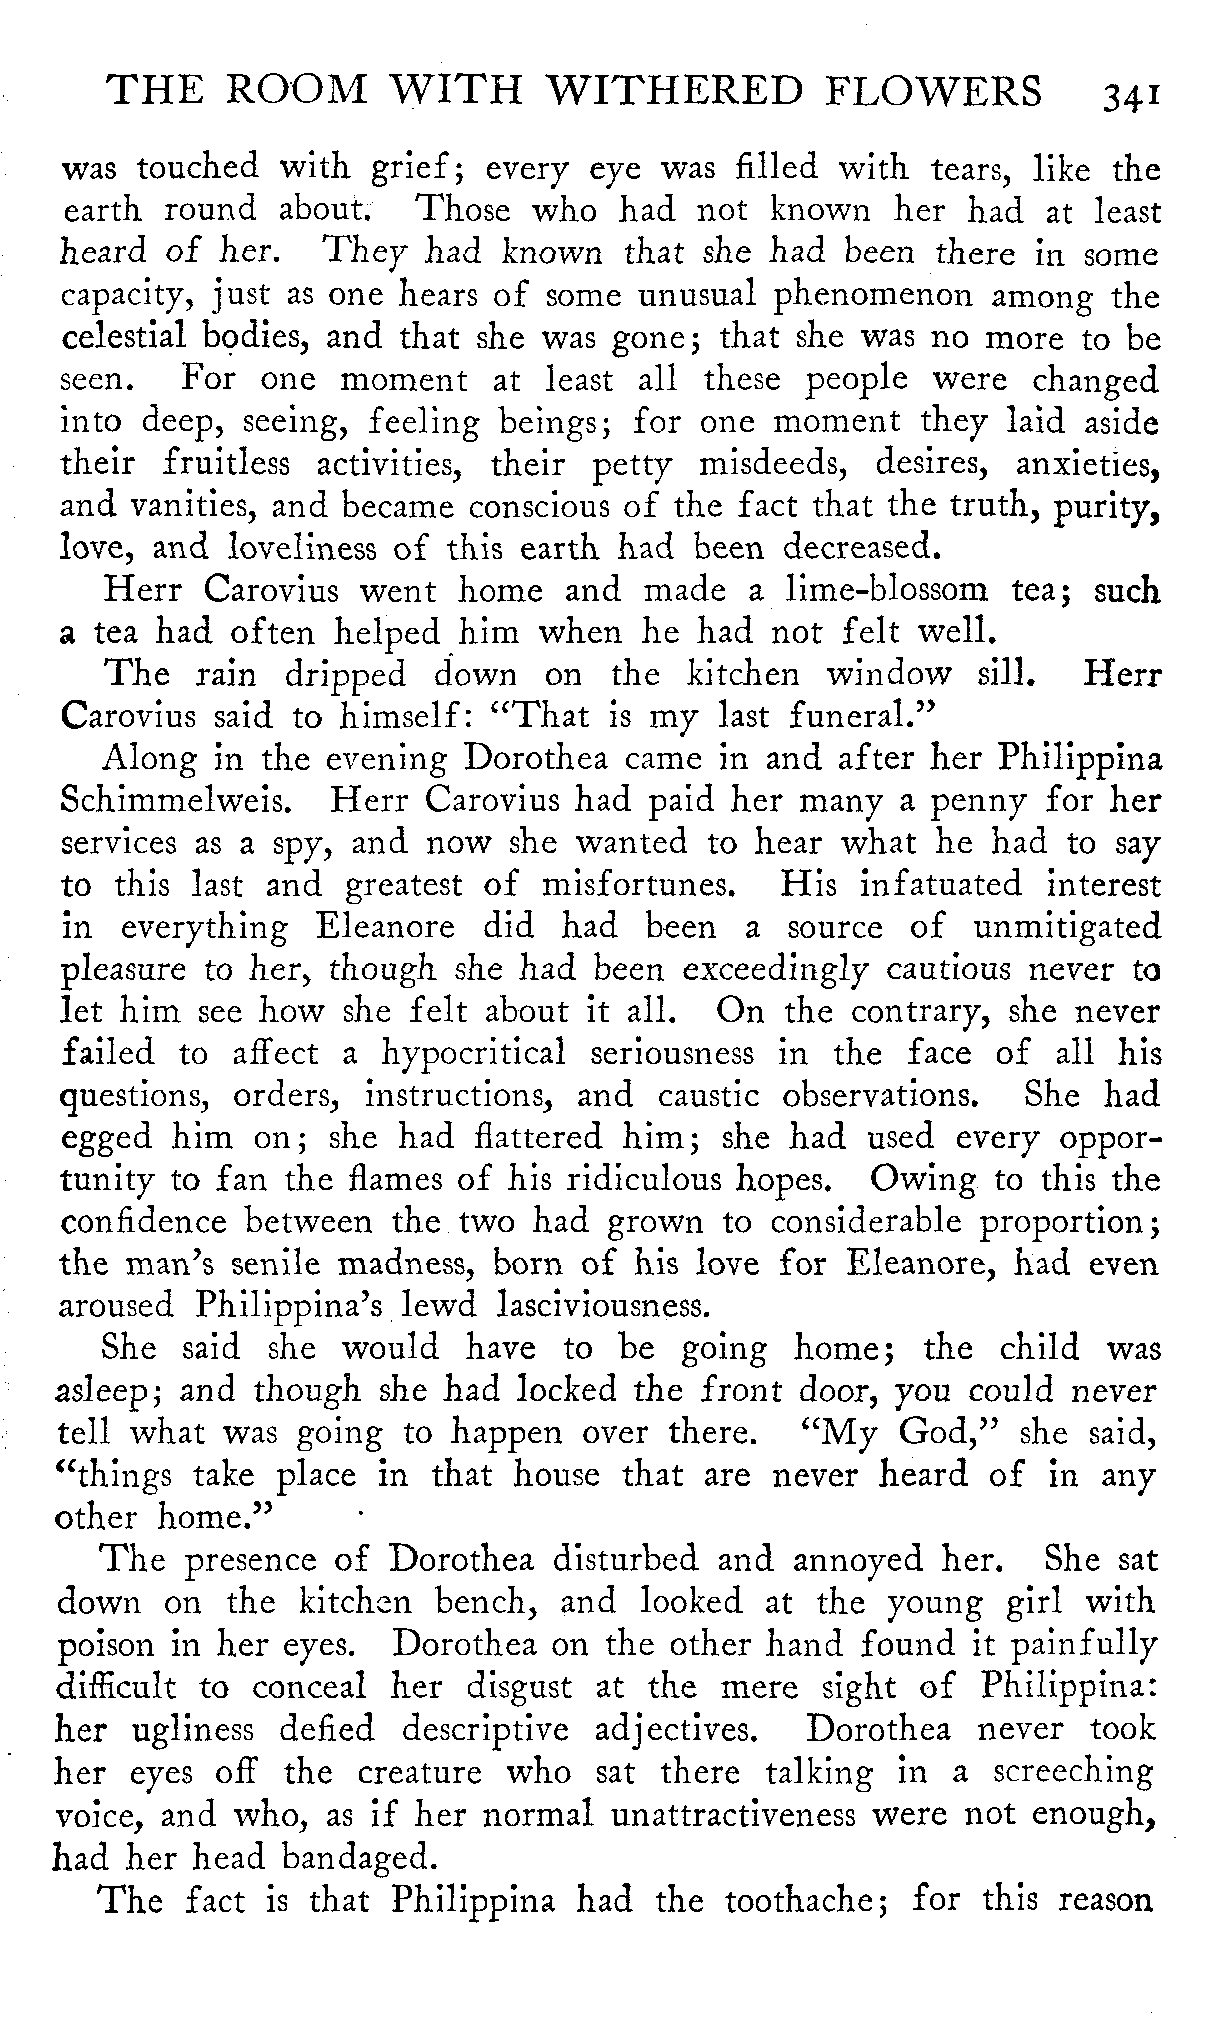 THE ROOM WITH WITHERED FLOWERS 341
was touched with grief; every eye was filled with tears, like the
earth round about. Those who had not known her had at least
heard of her. They had known that she had been there in some
capacity, just as one hears of some unusual phenomenon among the
celestial bodies, and that she was gone; that she was no more to be
seen. For one moment at least all these people were changed
into deep, seeing, feeling beings; for one moment they laid aside
their fruitless activities, their petty misdeeds, desires, anxieties,
and vanities, and became conscious of the fact that the truth, purity,
love, and loveliness of this earth had been decreased.
Herr Carovius went home and made a lime-blossom tea; such
a tea had often helped him when he had not felt well.
The rain dripped down on the kitchen window sill. Herr
Carovius said to himself: "That is my last funeral."
Along in the evening Dorothea came in and after her Philippina
Schimmelweis. Herr Carovius had paid her many a penny for her
services as a spy, and now she wanted to hear what he had to say
to this last and greatest of misfortunes. His infatuated interest
in everything Eleanore did had been a source of unmitigated
pleasure to her, though she had been exceedingly cautious never to
let him see how she felt about it all. On the contrary, she never
failed to affect a hypocritical seriousness in the face of all his
questions, orders, instructions, and caustic observations. She had
egged him on; she had flattered him; she had used every oppor-
tunity to fan the flames of his ridiculous hopes. Owing to this the
confidence between the two had grown to considerable proportion;
the man's senile madness, born of his love for Eleanore, had even
aroused Philippina's lewd lasciviousness.
She said she would have to be going home; the child was
asleep; and though she had locked the front door, you could never
tell what was going to happen over there. "My God," she said,
"things take place in that house that are never heard of in any
other home."
The presence of Dorothea disturbed and annoyed her. She sat
down on the kitchen bench, and looked at the young girl with
poison in her eyes. Dorothea on the other hand found it painfully
difficult to conceal her disgust at the mere sight of Philippina:
her ugliness defied descriptive adjectives. Dorothea never took
her eyes off the creature who sat there talking in a screeching
voice, and who, as if her normal unattractiveness were not enough,
had her head bandaged.
The fact is that Philippina had the toothache; for this reason